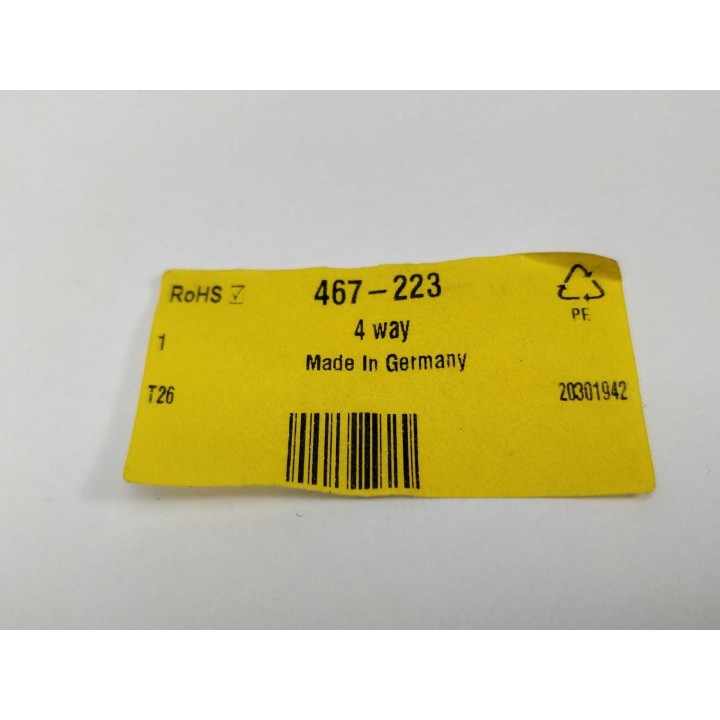 RoHS ☑ 467-223
4 way
PE
1
Made In Germany
T26
20301942